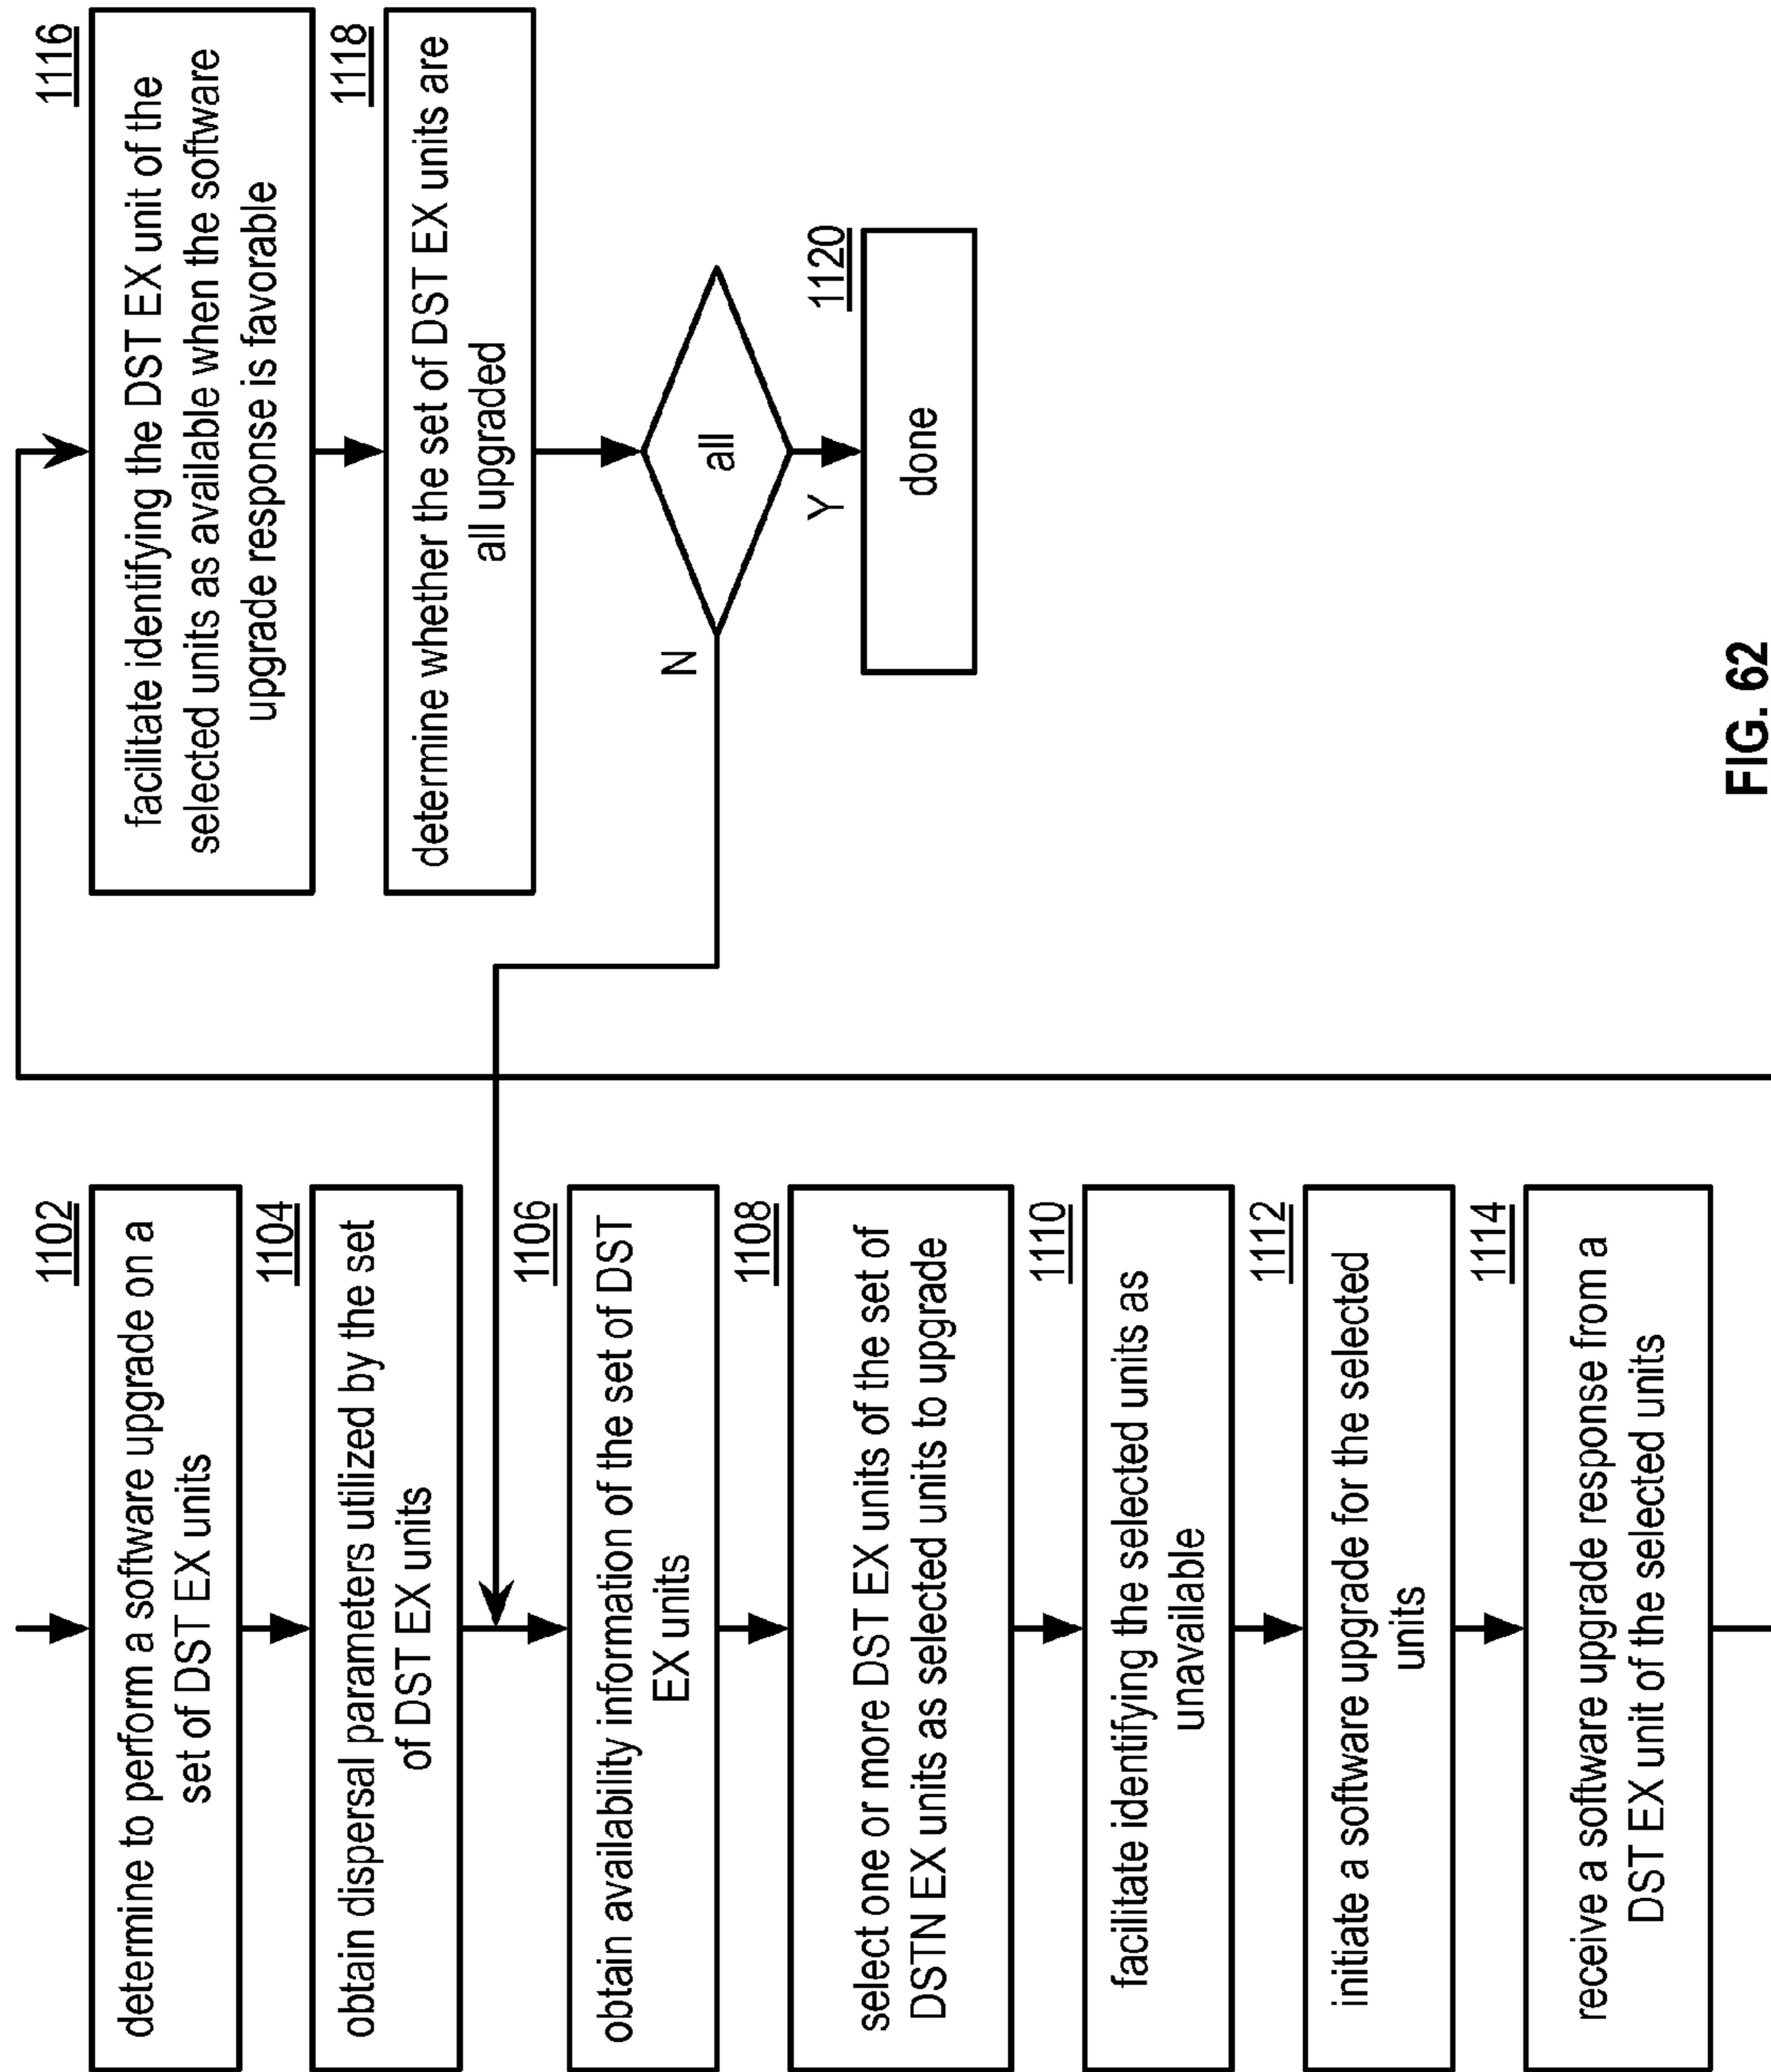 1102
determine to perform a software upgrade on a
set of DST EX units
1104
obtain dispersal parameters utilized by the set
of DST EX units
1106
obtain availability information of the set of DST
EX units
1108
select one or more DST EX units of the set of
DSTN EX units as selected units to upgrade
1110
facilitate identifying the selected units as
unavailable
1112
initiate a software upgrade for the selected
units
1114
receive a software upgrade response from a
DST EX unit of the selected units
1116
facilitate identifying the DST EX unit of the
selected units as available when the software
upgrade response is favorable
1118
determine whether the set of DST EX units are
all upgraded
all
N
Y
1120
done
FIG. 62